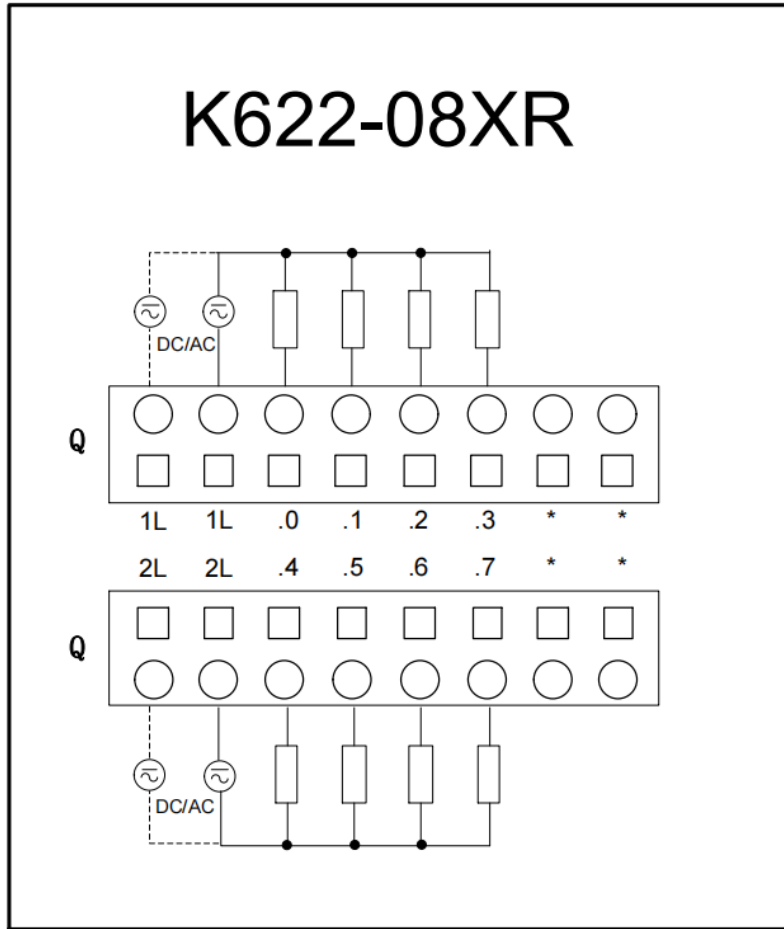 K622-08XR
DC/AC
Q
1L 1L .0 .1 .2 .3 * *
2L 2L .4 .5 .6 .7 * *
Q
DC/AC